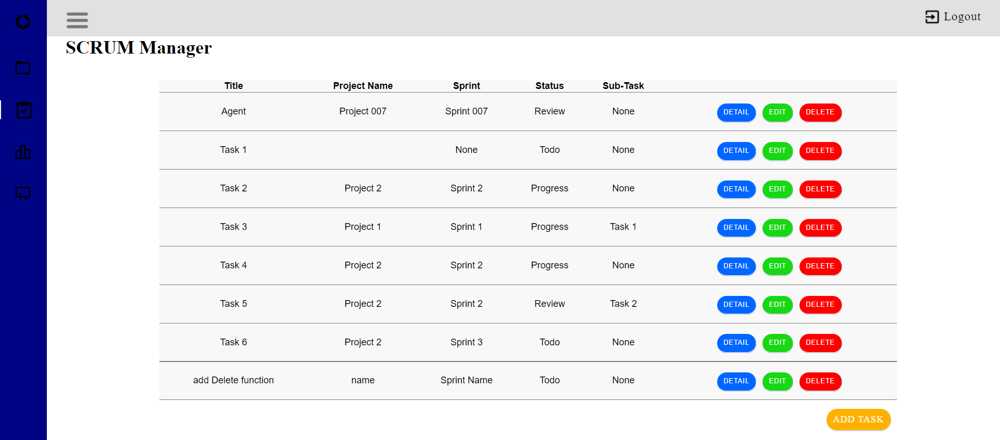 Logout
SCRUM Manager
Title Project Name Sprint Status Sub-Task
Agent Project 007 Sprint 007 Review None DETAIL EDIT DELETE
Task 1 None Todo None DETAIL EDIT DELETE
Task 2 Project 2 Sprint 2 Progress None DETAIL EDIT DELETE
Task 3 Project 1 Sprint 1 Progress Task 1 DETAIL EDIT DELETE
Task 4 Project 2 Sprint 2 Progress None DETAIL EDIT DELETE
Task 5 Project 2 Sprint 2 Review Task 2 DETAIL EDIT DELETE
Task 6 Project 2 Sprint 3 Todo None DETAIL EDIT DELETE
add Delete function name Sprint Name Todo None DETAIL EDIT DELETE
ADD TASK